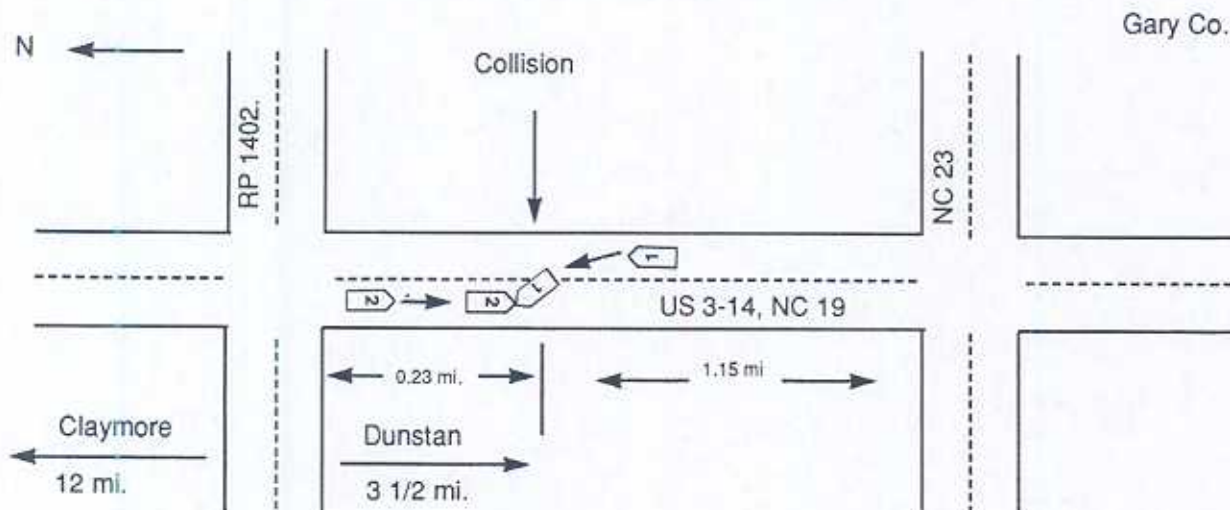 Gary Co.
N
Collision
RP 1402.
NC 23
1
2
2
1
US 3-14, NC 19
0.23 mi.
1.15 mi
Claymore
12 mi.
Dunstan
3 1/2 mi.